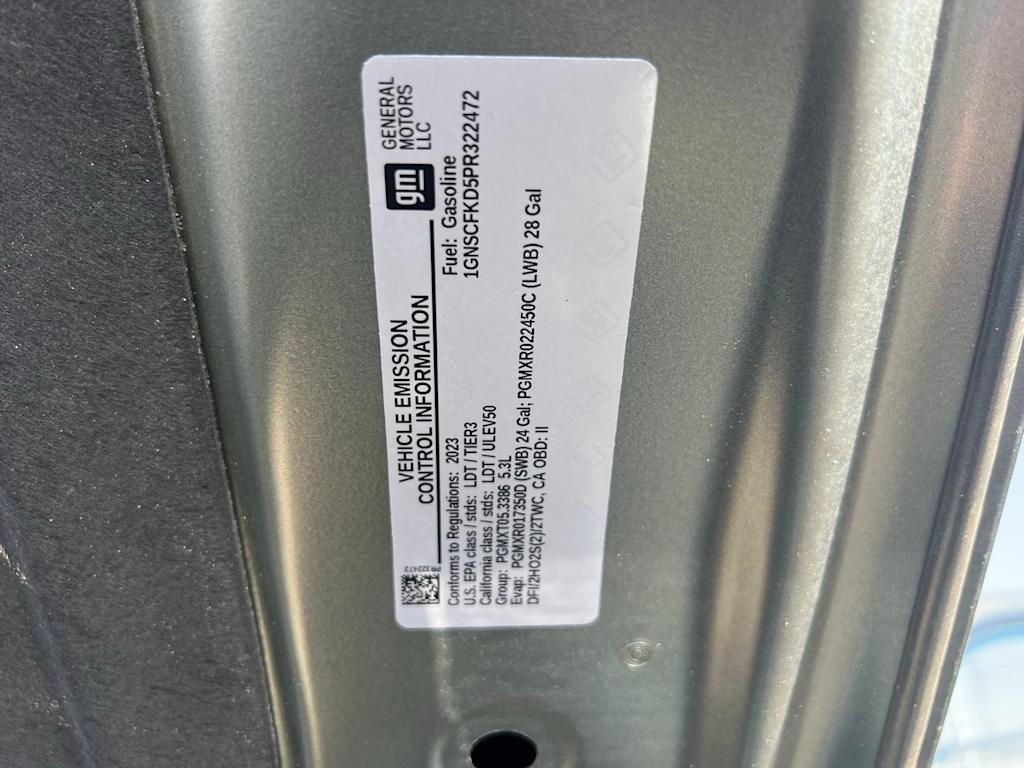 VEHICLE EMISSION
CONTROL INFORMATION
gm
GENERAL
MOTORS
LLC
PR322472
Conforms to Regulations: 2023
Fuel: Gasoline
U.S. EPA class / stds: LDT / TIER3
1GNSCFKD5PR322472
California class / stds: LDT / ULEV50
Group: PGMXT05.3386 5.3L
Evap: PGMXR017350D (SWB) 24 Gal; PGMXR022450C (LWB) 28 Gal
DFI/2HO2S(2)/2TWC, CA OBD: II